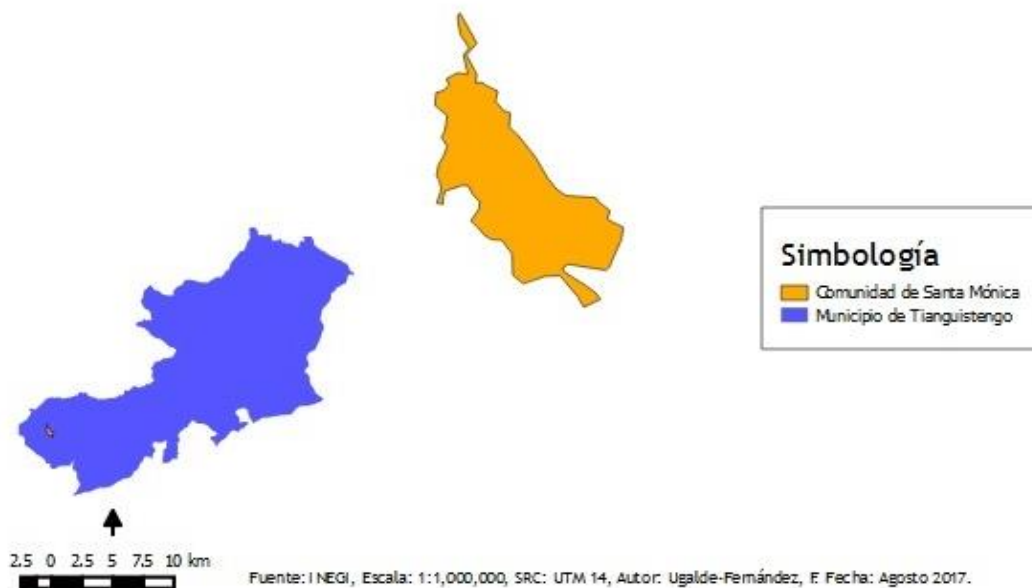 Simbología
Comunidad de Santa Mónica
Municipio de Tianguistengo
2.5 0 2.5 5 7.5 10 km
Fuente: INEGI, Escala: 1:1,000,000, SRC: UTM 14, Autor: Ugalde-Fernández, F. Fecha: Agosto 2017.